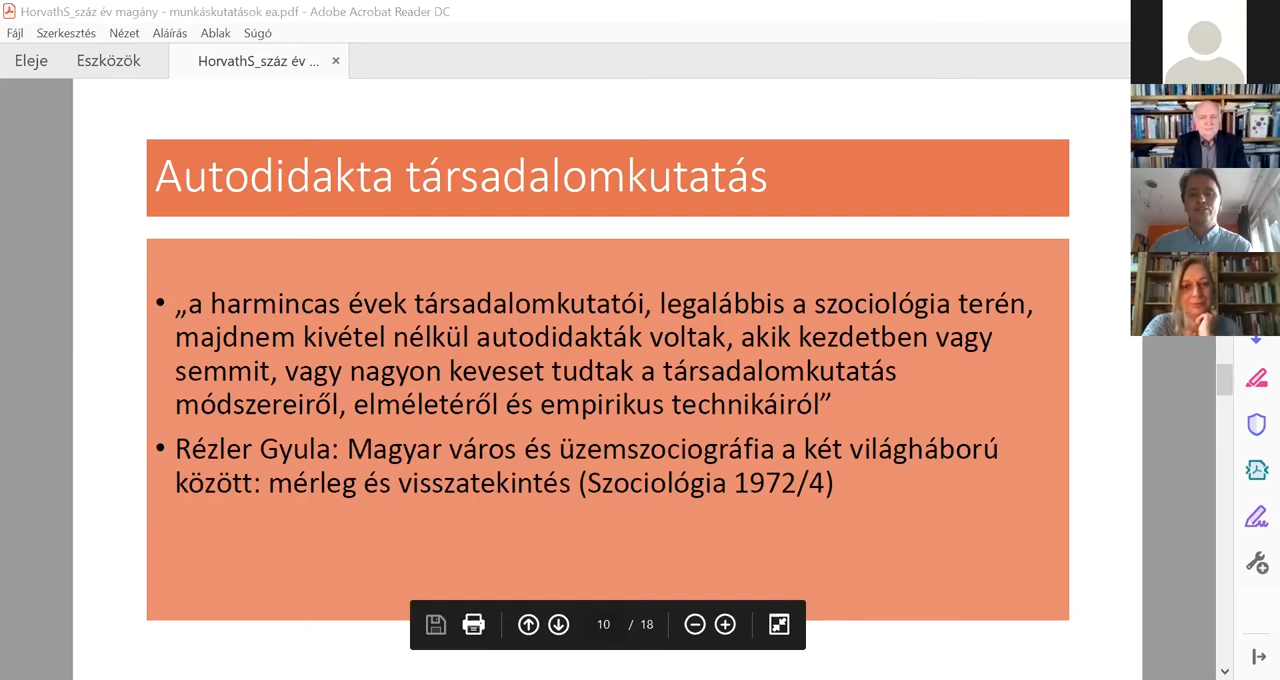 HorvathS_száz év magány - munkáskutatások ea.pdf - Adobe Acrobat Reader DC
Fájl Szerkesztés Nézet Aláírás Ablak Súgó
Eleje Eszközök HorvathS_száz év ... ×
Autodidakta társadalomkutatás
• „a harmincas évek társadalomkutatói, legalábbis a szociológia terén,
majdnem kivétel nélkül autodidakták voltak, akik kezdetben vagy
semmit, vagy nagyon keveset tudtak a társadalomkutatás
módszereiről, elméletéről és empirikus technikáiról”
• Rézler Gyula: Magyar város és üzemszociográfia a két világháború
között: mérleg és visszatekintés (Szociológia 1972/4)
10 / 18